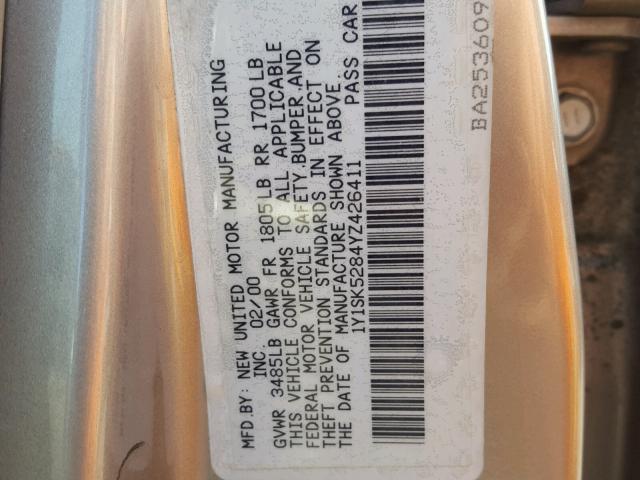 MFD.BY: NEW UNITED MOTOR MANUFACTURING
INC. 02/00
GVWR 3485LB GAWR FR 1805LB RR 1700LB
THIS VEHICLE CONFORMS TO ALL APPLICABLE
FEDERAL MOTOR VEHICLE SAFETY,BUMPER,AND
THEFT PREVENTION STANDARDS IN EFFECT ON
THE DATE OF MANUFACTURE SHOWN ABOVE.
1Y1SK5284YZ426411 PASS CAR
BA253609